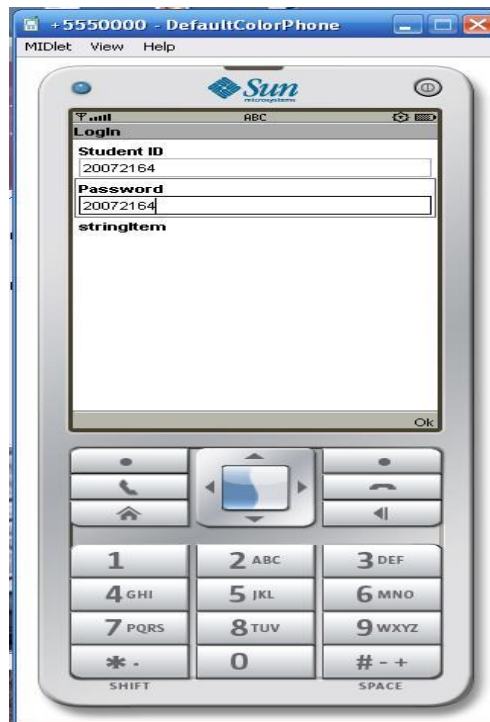 +5550000 - DefaultColorPhone
MIDlet View Help
Sun
microsystems
ABC
LogIn
Student ID
20072164
Password
20072164
stringItem
Ok
1 2 ABC 3 DEF
4 GHI 5 JKL 6 MNO
7 PQRS 8 TUV 9 WXYZ
* . 0 # - +
SHIFT SPACE